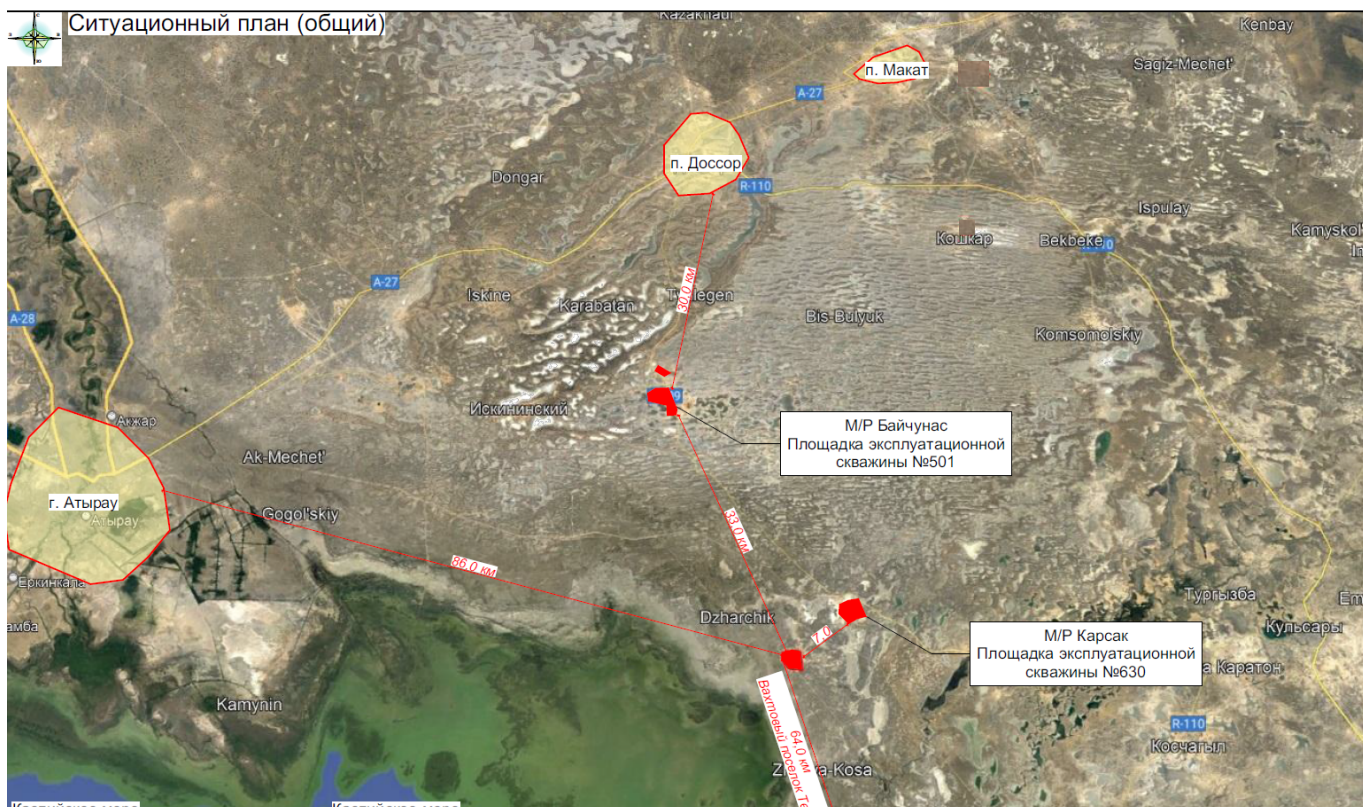 Ситуационный план (общий)
Kazakhaul
Kenbay
п. Макат
Sagiz-Mechet'
A-27
п. Доссор
Dongar
R-110
Ispulay
Kamyskol'
Кошкар
Bekbeke
A-27
Iskine
Karabatan
30,0 км
A-28
Bis-Bulyuk
Komsomolskiy
Искининский
Акжар
М/Р Байчунас
Площадка эксплуатационной
скважины №501
Ak-Mechet'
г. Атырау
Атырау
Gogol'skiy
33,0 км
86,0 км
Еркинкала
Тургызба
Dzharchik
7,0
Кульсары
М/Р Карсак
Площадка эксплуатационной
скважины №630
Каратон
Kamynin
64,0 км
Вахтовый поселок
R-110
Косчагыл
Каспийское море
Каспийское море